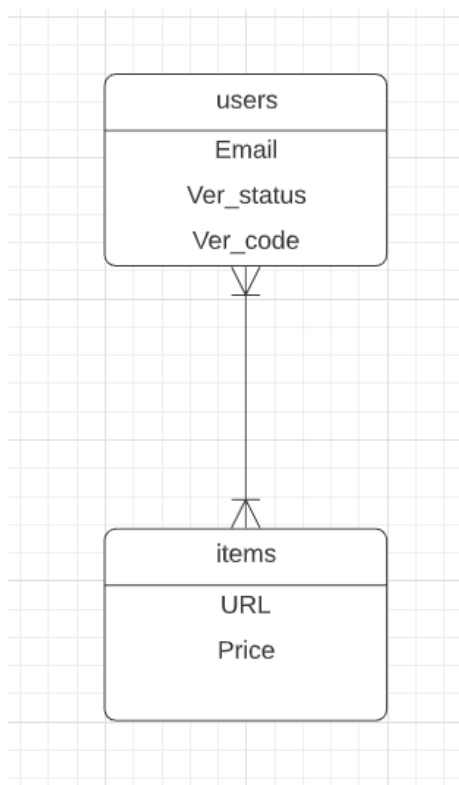 users
Email
Ver_status
Ver_code
items
URL
Price